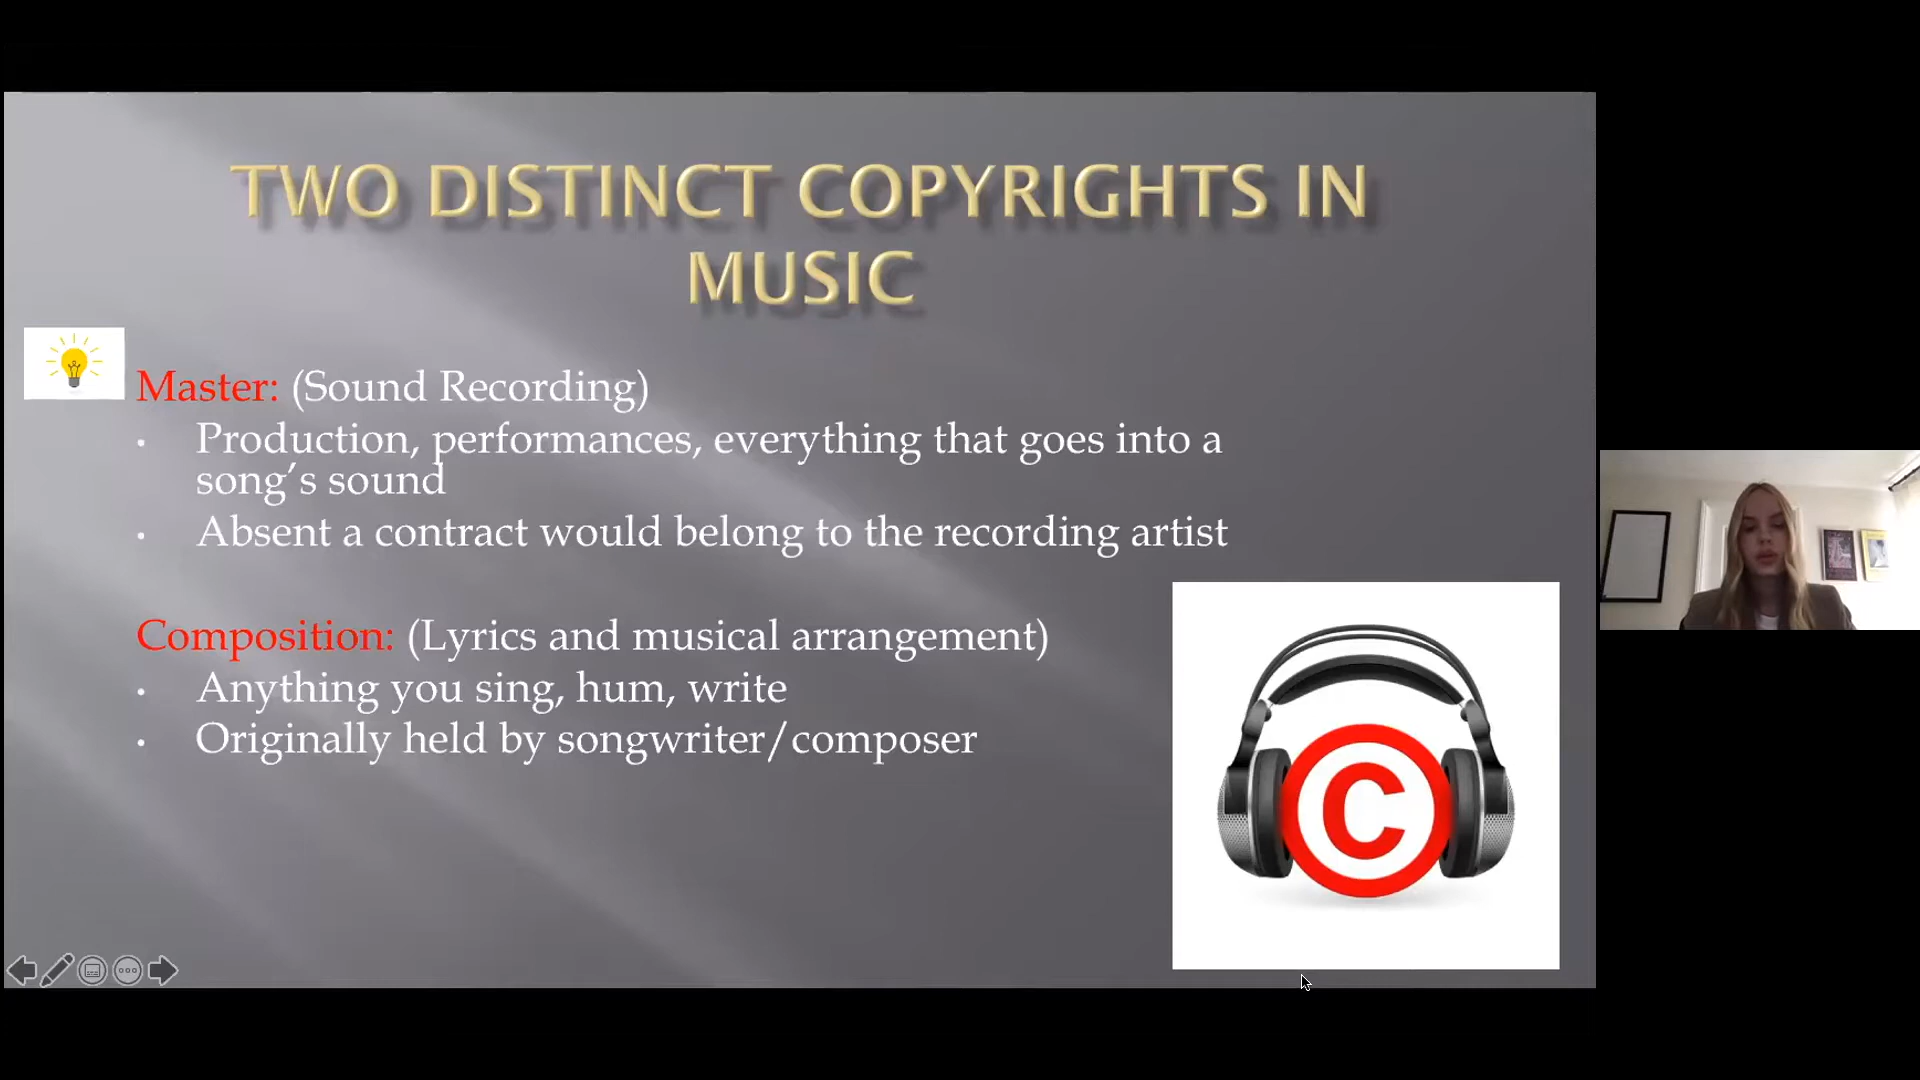 TWO DISTINCT COPYRIGHTS IN
MUSIC
Master: (Sound Recording)
• Production, performances, everything that goes into a
song’s sound
• Absent a contract would belong to the recording artist
Composition: (Lyrics and musical arrangement)
• Anything you sing, hum, write
• Originally held by songwriter/composer
C